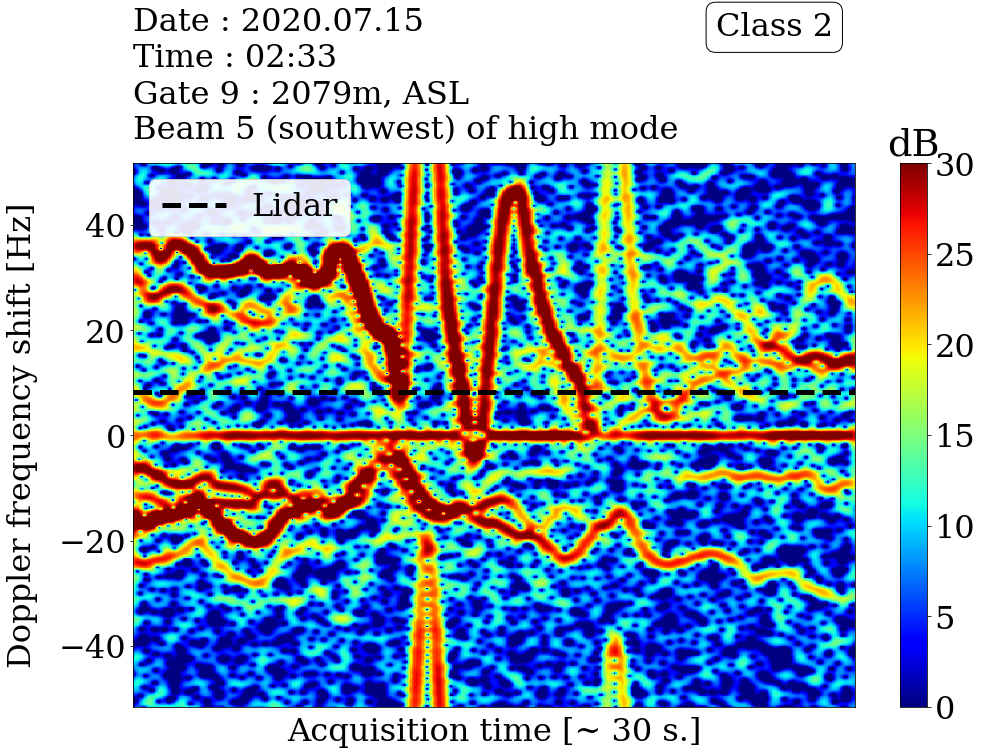 Date : 2020.07.15
Time : 02:33
Gate 9 : 2079m, ASL
Beam 5 (southwest) of high mode
Class 2
dB
Lidar
Doppler frequency shift [Hz]
40
20
0
−20
−40
30
25
20
15
10
5
0
Acquisition time [~ 30 s.]